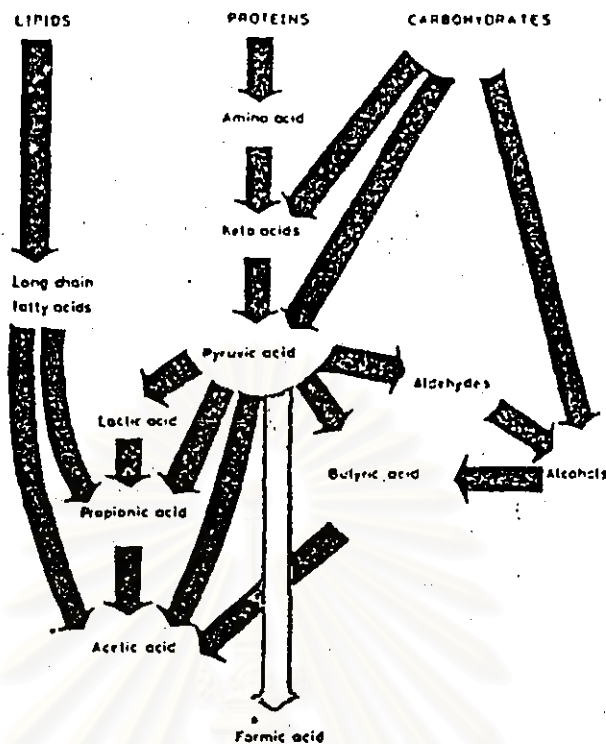 LIPIDS
PROTEINS
CARBOHYDRATES
Amino acid
Keto acids
Long chain
fatty acids
Pyruvic acid
Aldehydes
Lactic acid
Butyric acid
Alcohols
Propionic acid
Acetic acid
Formic acid